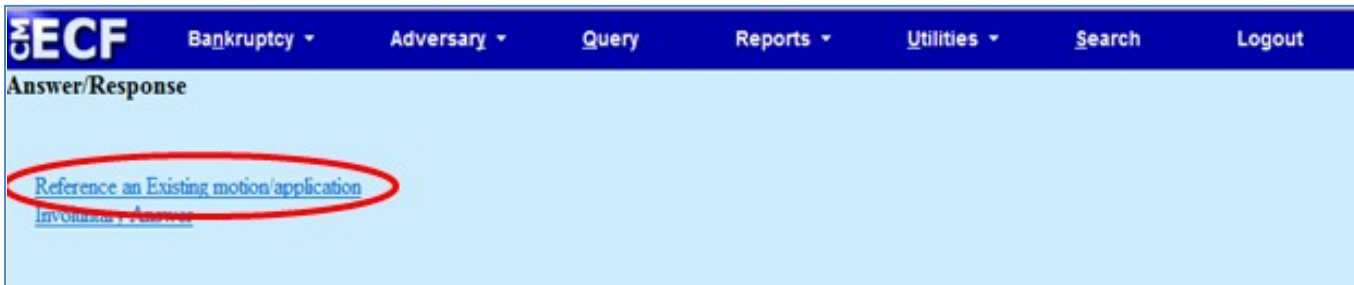 CM ECF Bankruptcy Adversary Query Reports Utilities Search Logout
Answer/Response
Reference an Existing motion/application
Involuntary Answer